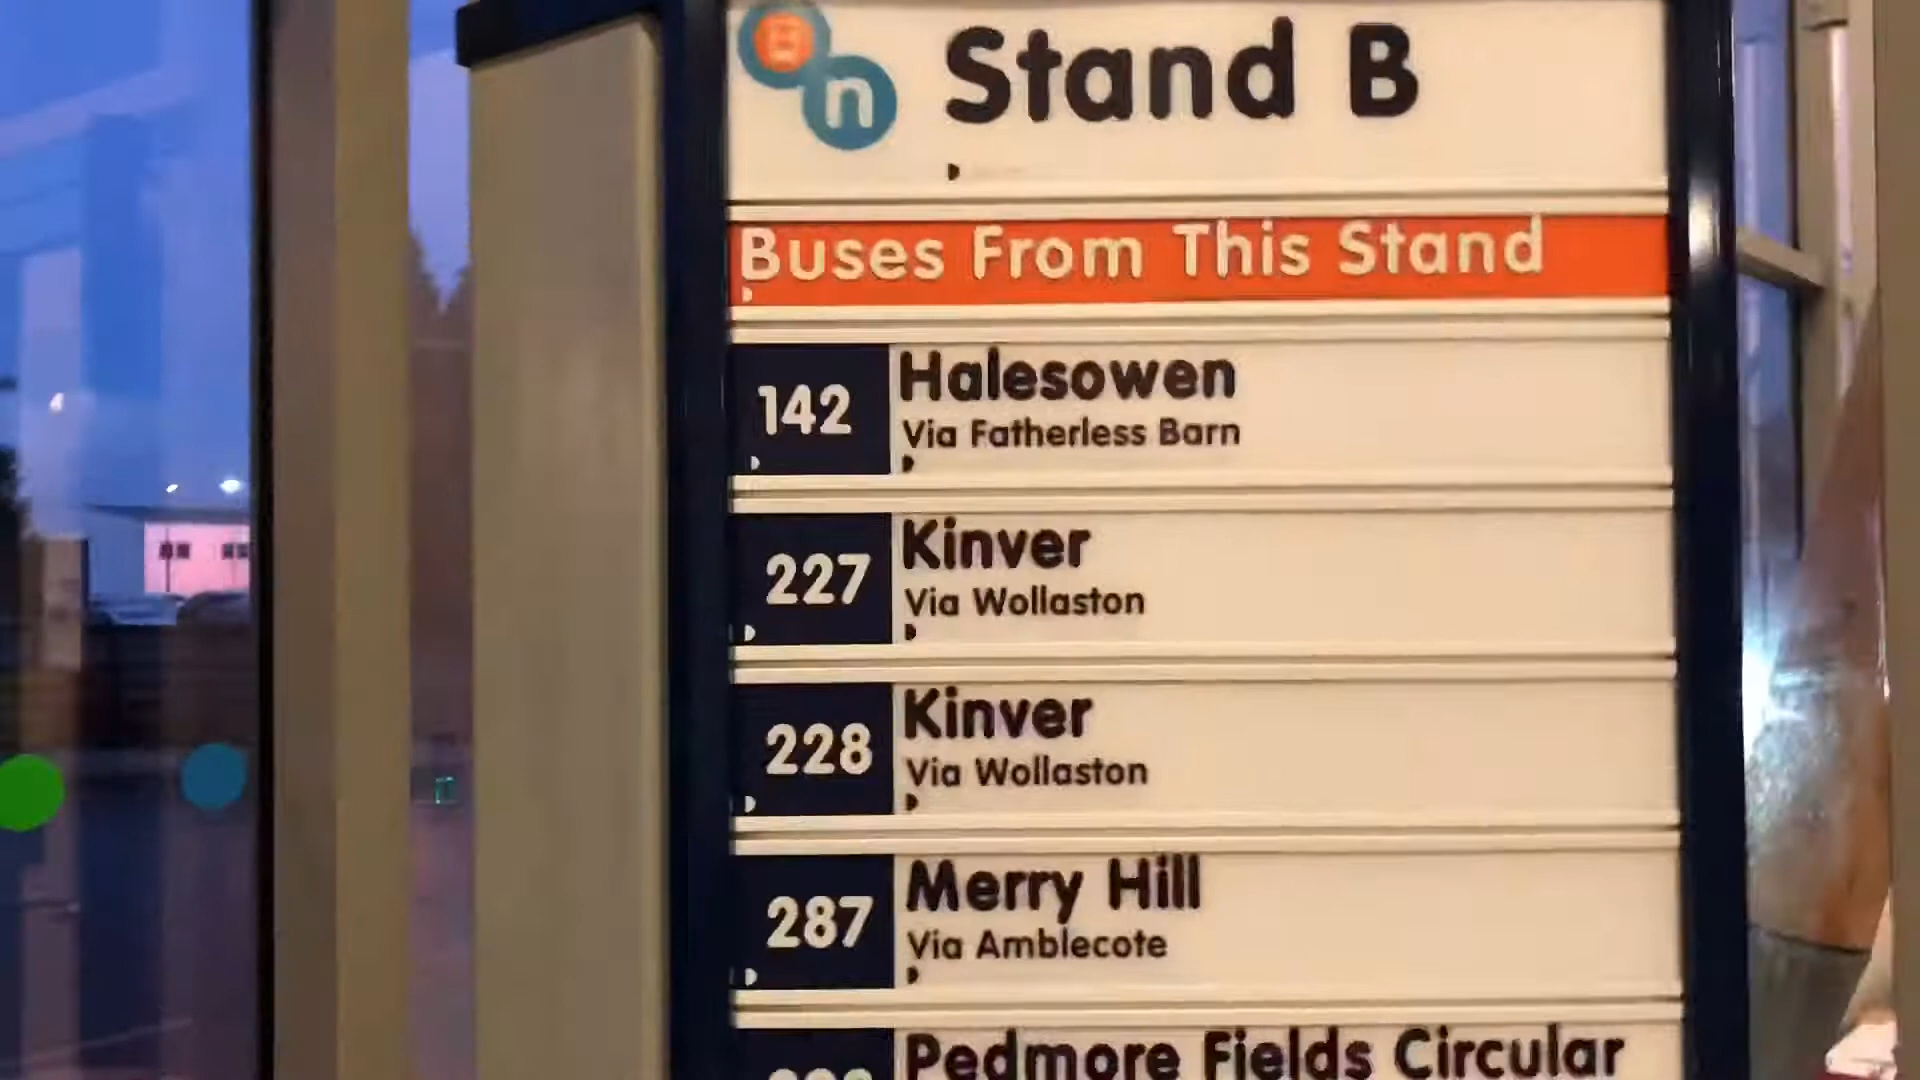 n
Stand B
Buses From This Stand
142
Halesowen
Via Fatherless Barn
227
Kinver
Via Wollaston
228
Kinver
Via Wollaston
287
Merry Hill
Via Amblecote
Pedmore Fields Circular